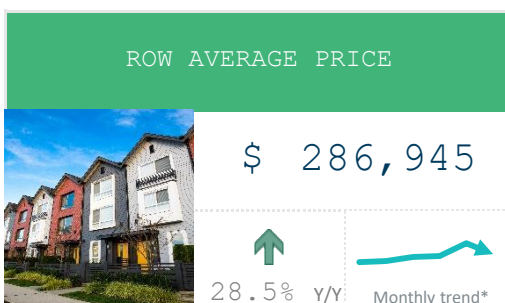 ROW AVERAGE PRICE
$ 286,945
28.5% Y/Y
Monthly trend*